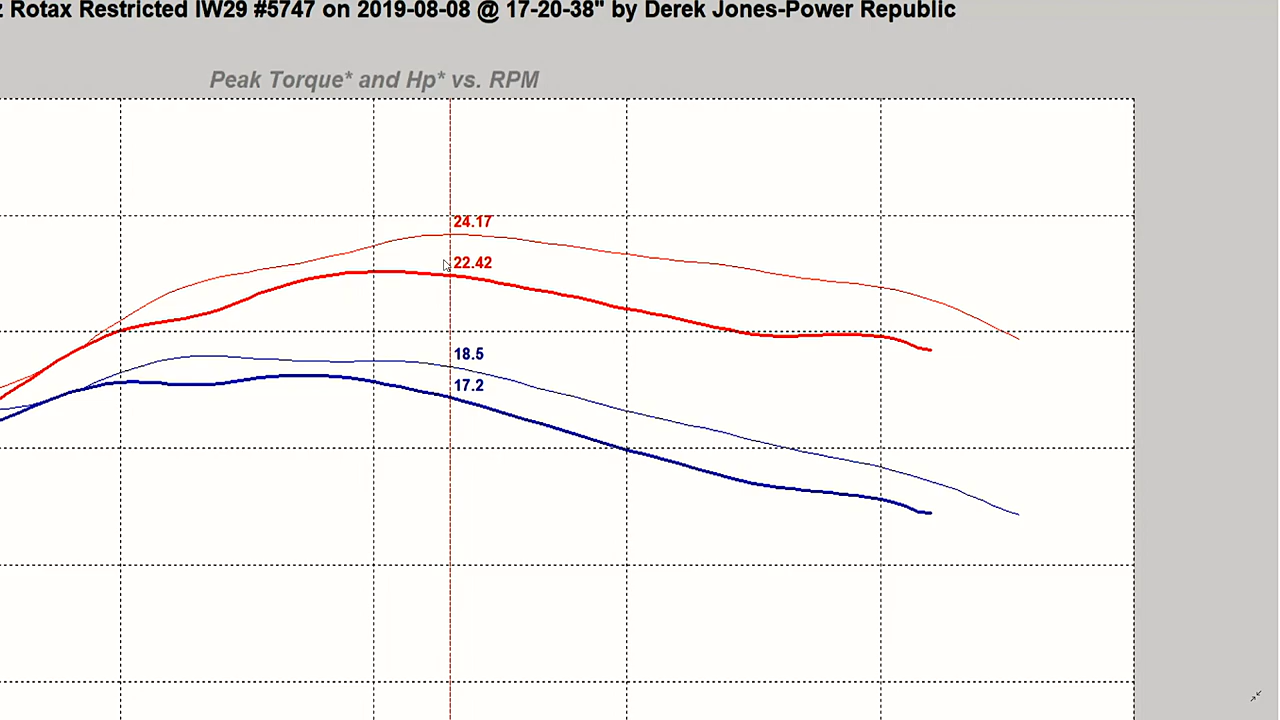 z Rotax Restricted IW29 #5747 on 2019-08-08 @ 17-20-38" by Derek Jones-Power Republic
Peak Torque* and Hp* vs. RPM
24.17
22.42
18.5
17.2